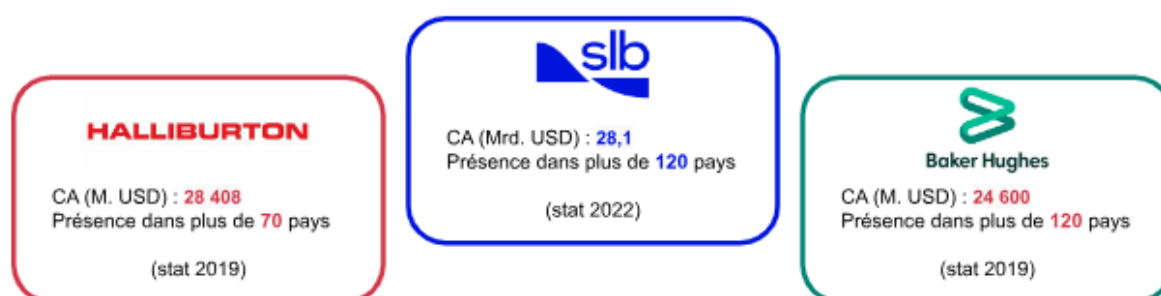 HALLIBURTON
CA (M. USD) : 28 408
Présence dans plus de 70 pays
(stat 2019)
slb
CA (Mrd. USD) : 28,1
Présence dans plus de 120 pays
(stat 2022)
Baker Hughes
CA (M. USD) : 24 600
Présence dans plus de 120 pays
(stat 2019)